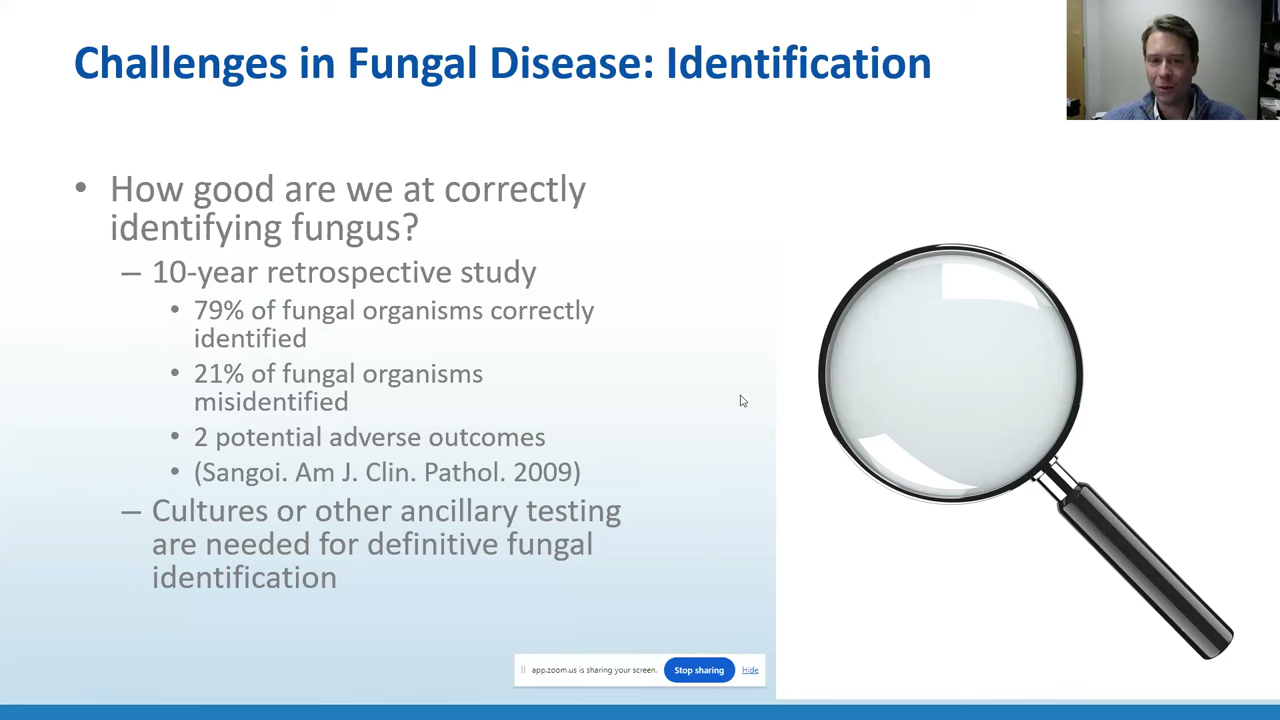 Challenges in Fungal Disease: Identification
• How good are we at correctly
identifying fungus?
– 10-year retrospective study
• 79% of fungal organisms correctly
identified
• 21% of fungal organisms
misidentified
• 2 potential adverse outcomes
• (Sangoi. Am J. Clin. Pathol. 2009)
– Cultures or other ancillary testing
are needed for definitive fungal
identification
app.zoom.us is sharing your screen. Stop sharing Hide